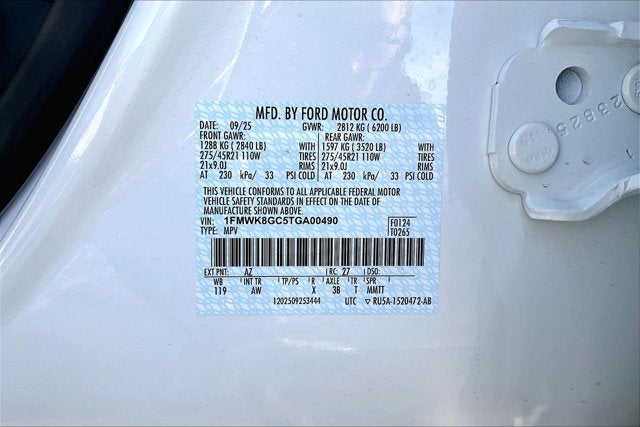 MFD. BY FORD MOTOR CO.
DATE: 09/25 GVWR: 2812 KG ( 6200 LB)
FRONT GAWR: REAR GAWR:
1288 KG ( 2840 LB) WITH 1597 KG ( 3520 LB) WITH
275/45R21 110W TIRES 275/45R21 110W TIRES
21x9.0J RIMS 21x9.0J RIMS
AT 230 kPa/ 33 PSI COLD AT 230 kPa/ 33 PSI COLD
THIS VEHICLE CONFORMS TO ALL APPLICABLE FEDERAL MOTOR
VEHICLE SAFETY STANDARDS IN EFFECT ON THE DATE OF
MANUFACTURE SHOWN ABOVE.
VIN: 1FMWK8GC5TGA00490 F0124
TYPE: MPV T0265
EXT PNT: AZ RC: 27 DSO:
WB INT TR TP/PS R AXLE TR SPR
119 AW X 3B T MMTT
1202509253444 UTC ▽ RU5A-1520472-AB